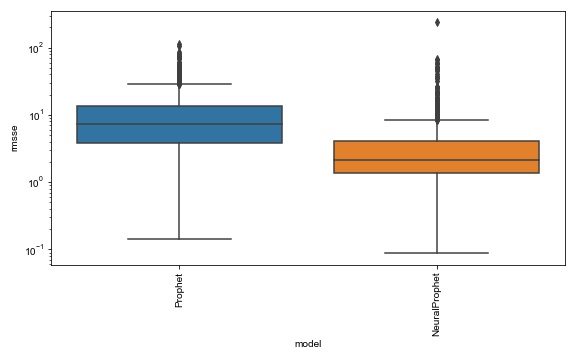 rmsse
10²
10¹
10⁰
10⁻¹
Prophet
NeuralProphet
model